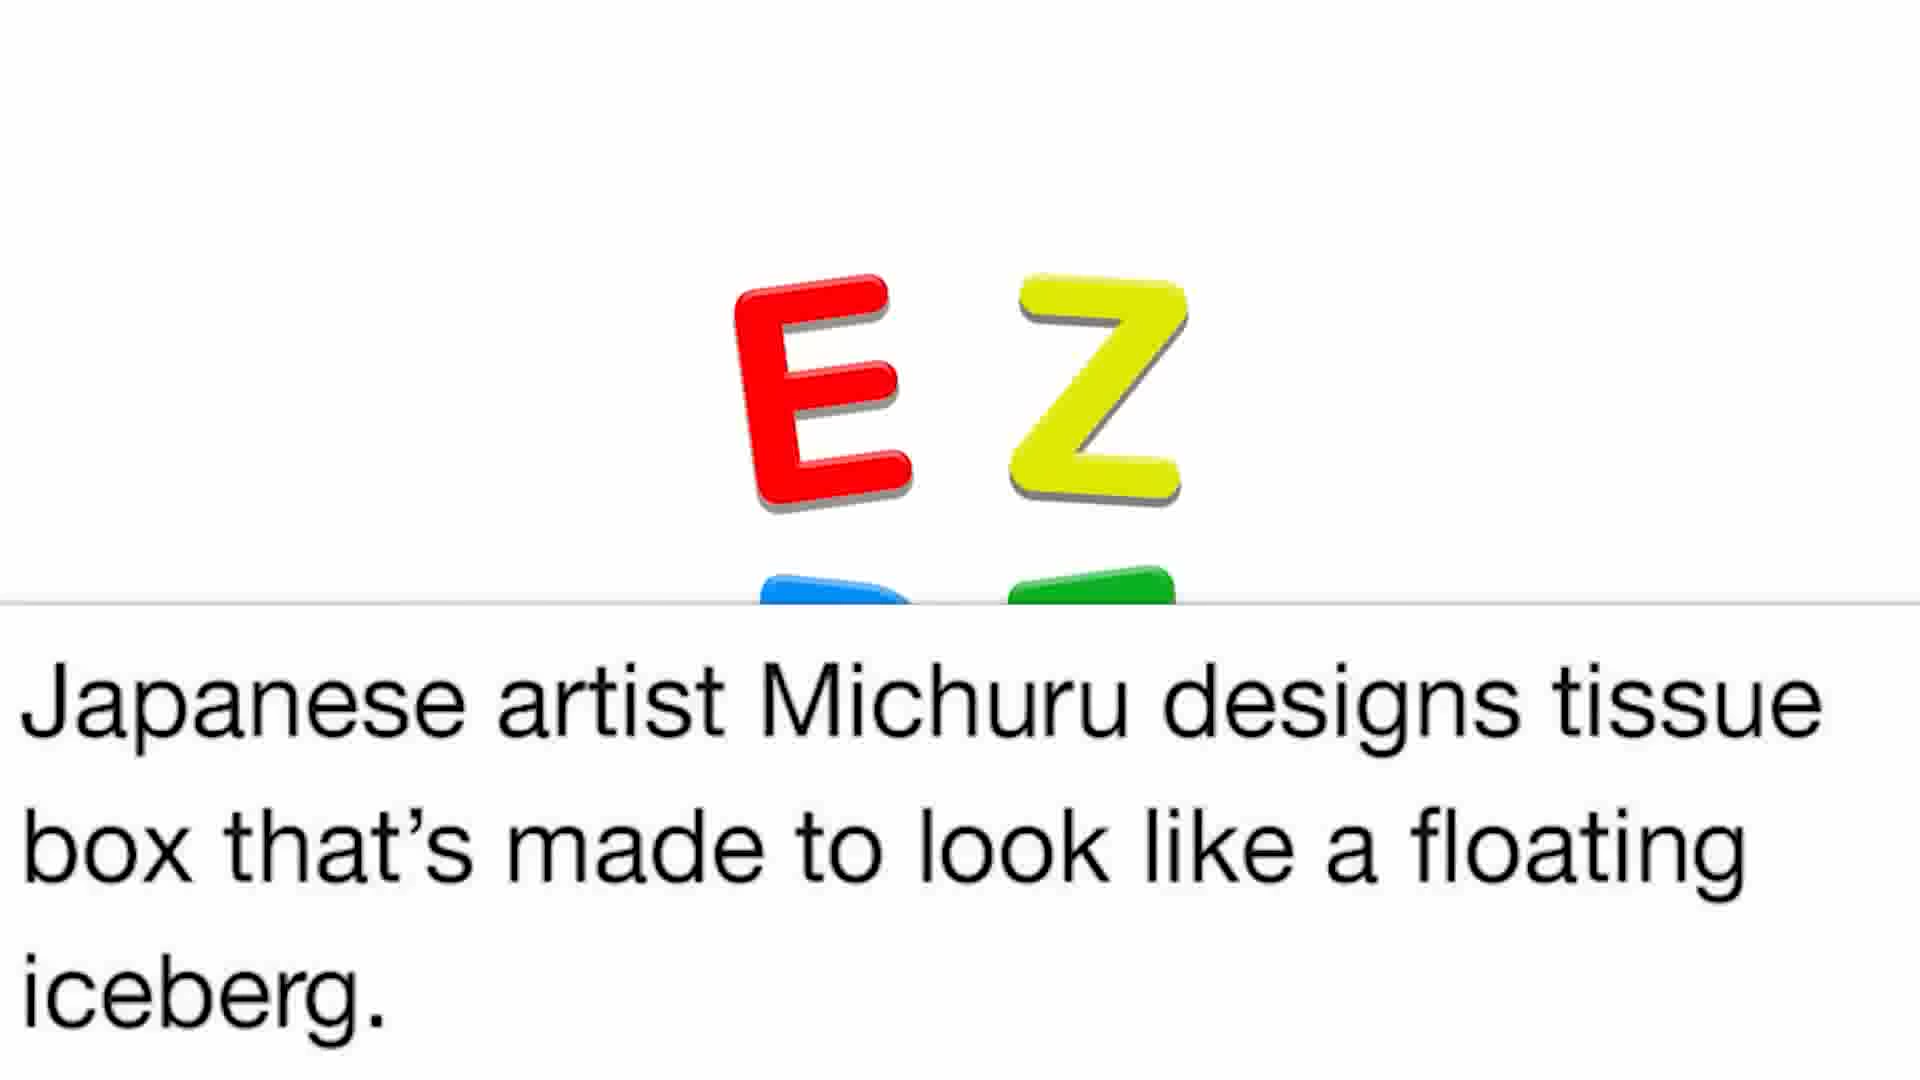 E Z
Japanese artist Michuru designs tissue
box that's made to look like a floating
iceberg.